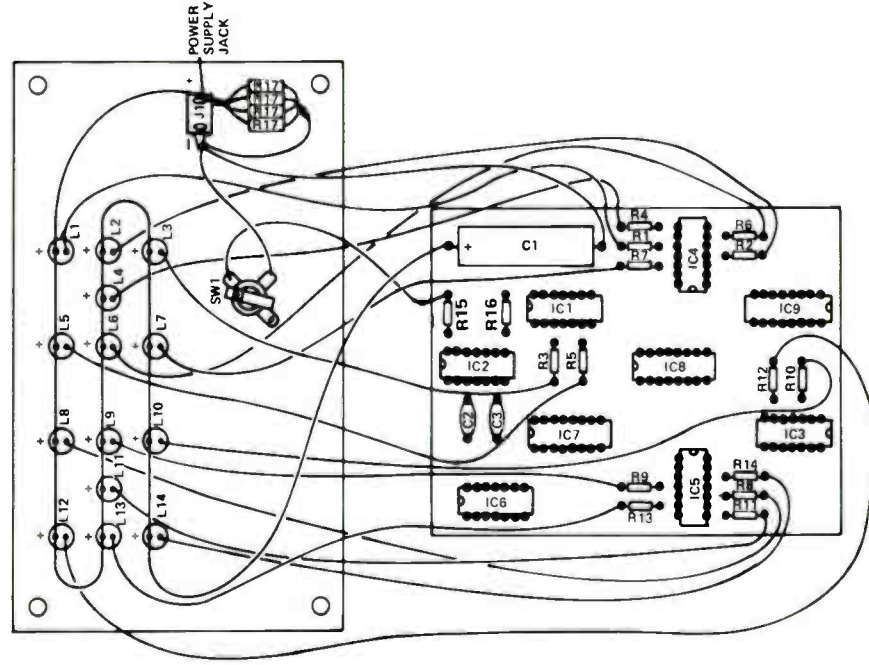 POWER
SUPPLY
JACK
+
J10
R17
R17
R17
R17
L1
L2
L3
L4
SW1
L5
L6
L7
L8
L9
L10
L11
L12
L13
L14
+ C1
R4
R1
R7
IC4
R6
R2
R15
R16
IC1
IC9
IC2
R3
R5
IC8
R12
R10
C2
C3
IC7
IC3
IC6
R9
R13
IC5
R14
R8
R11